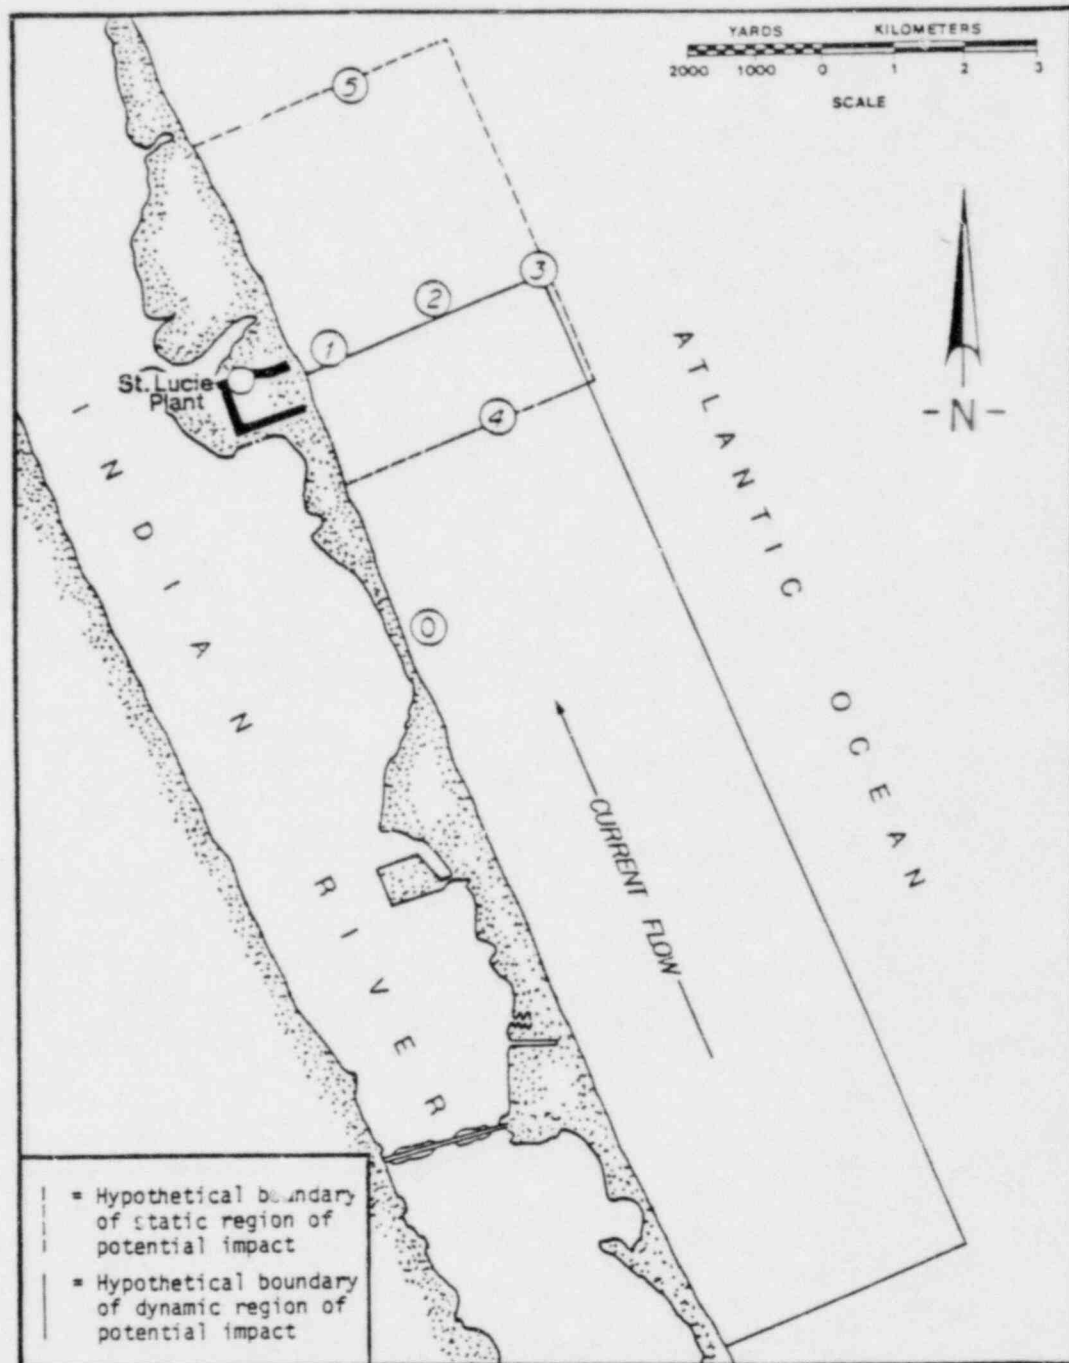 YARDS KILOMETERS
2000 1000 0 1 2 3
SCALE
5
3
2
1
St. Lucie
Plant
4
N
ATLANTIC OCEAN
INDIAN RIVER
0
CURRENT FLOW
= Hypothetical boundary
of static region of
potential impact
= Hypothetical boundary
of dynamic region of
potential impact